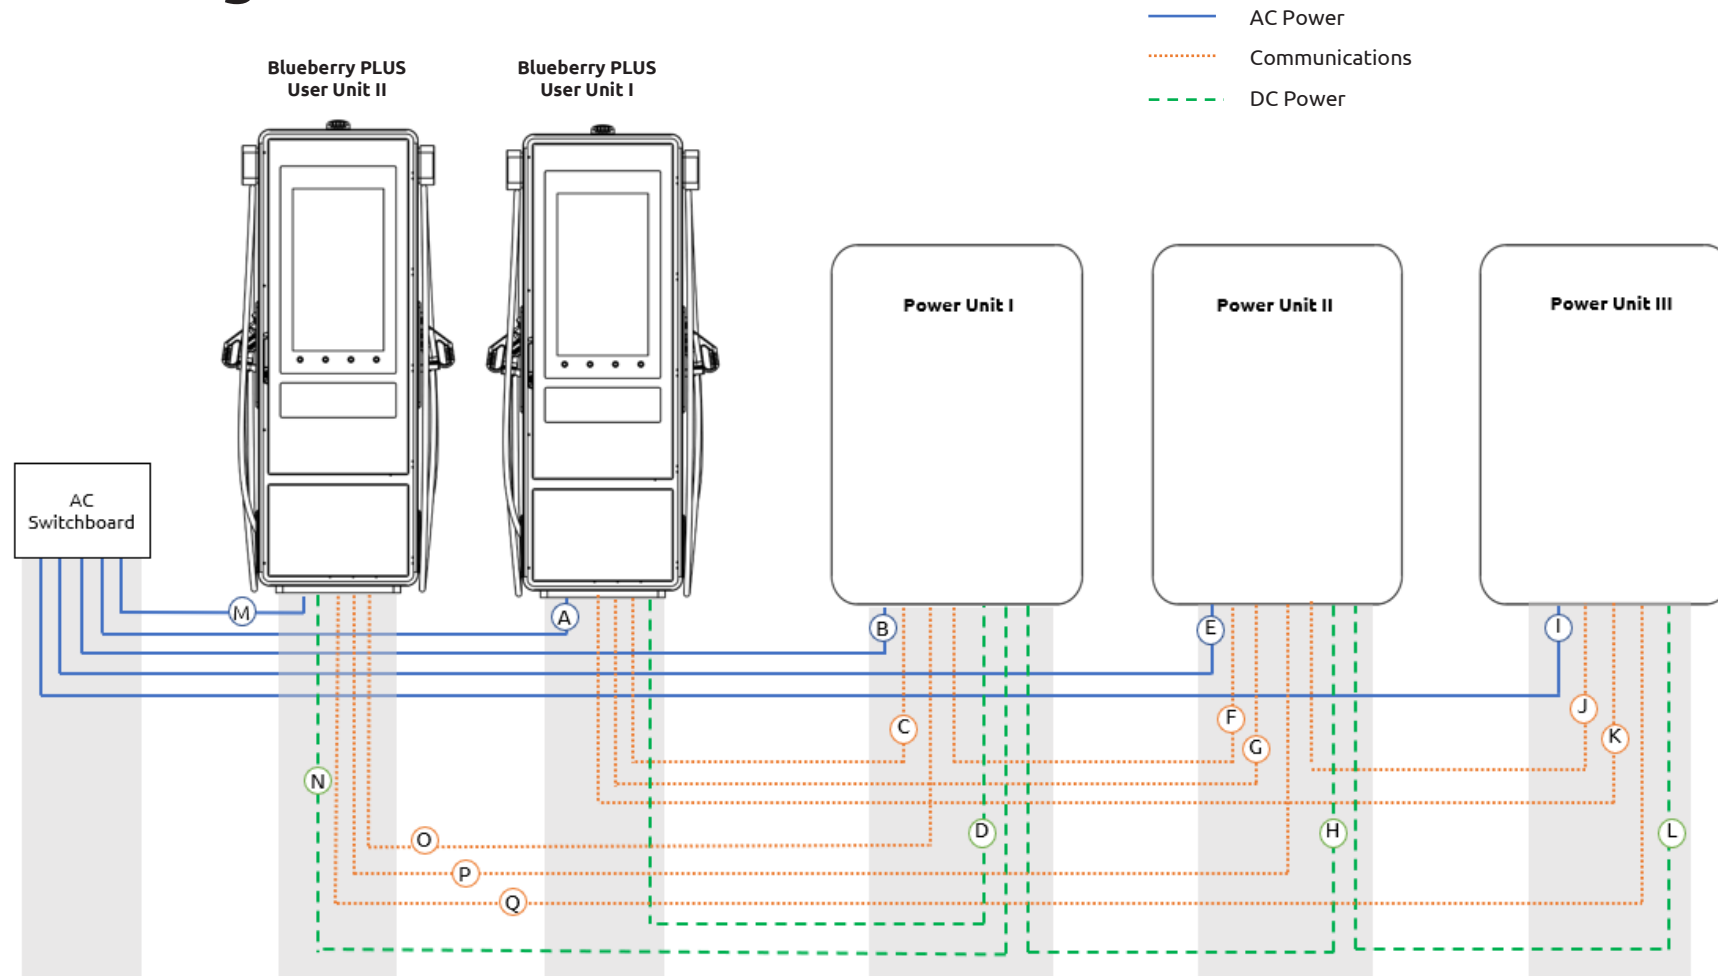 AC Power
Communications
DC Power
Blueberry PLUS
User Unit II
Blueberry PLUS
User Unit I
Power Unit I
Power Unit II
Power Unit III
AC
Switchboard
M
A
B
E
I
C
F
G
J
K
N
O
D
H
L
P
Q